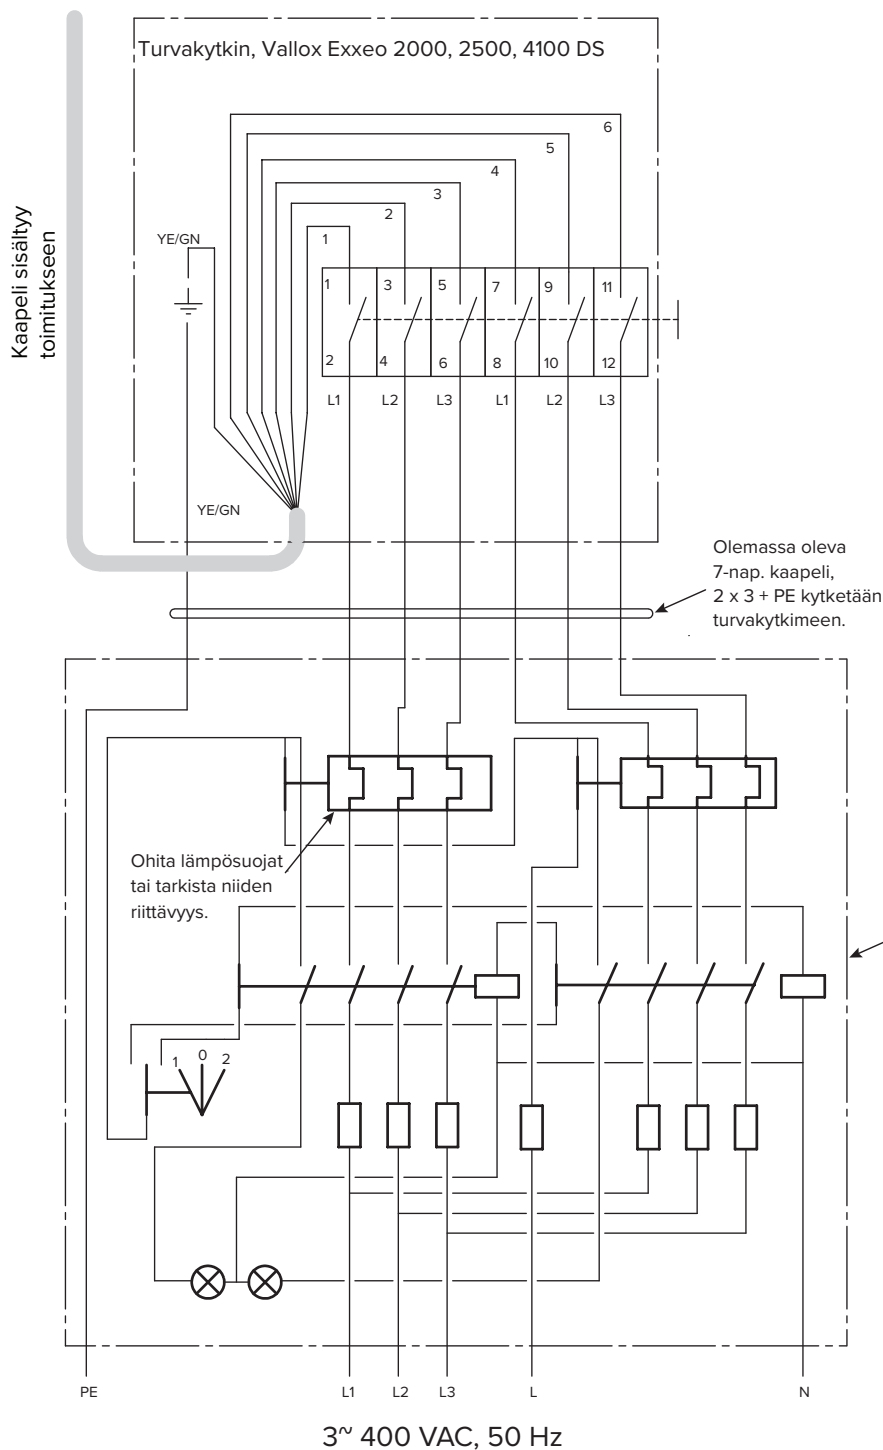 Turvakytkin, Vallox Exxeo 2000, 2500, 4100 DS
Kaapeli sisältyy
toimitukseen
6
5
4
3
2
1
YE/GN
1
3
5
7
9
11
2
4
6
8
10
12
L1
L2
L3
L1
L2
L3
YE/GN
Olemassa oleva
7-nap. kaapeli,
2 x 3 + PE kytketään
turvakytkimeen.
Ohita lämpösuojat
tai tarkista niiden
riittävyys.
1
0
2
PE
L1
L2
L3
L
N
3~ 400 VAC, 50 Hz